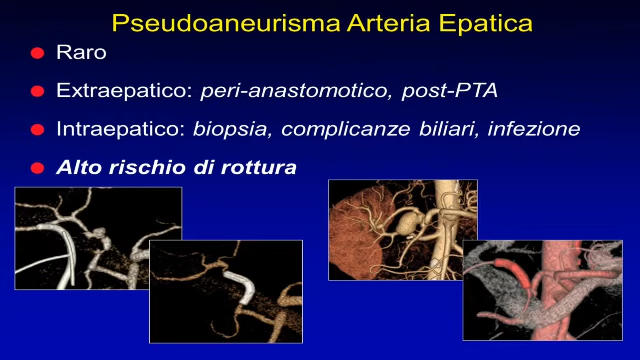 Pseudoaneurisma Arteria Epatica
Raro
Extraepatico: peri-anastomotico, post-PTA
Intraepatico: biopsia, complicanze biliari, infezione
Alto rischio di rottura